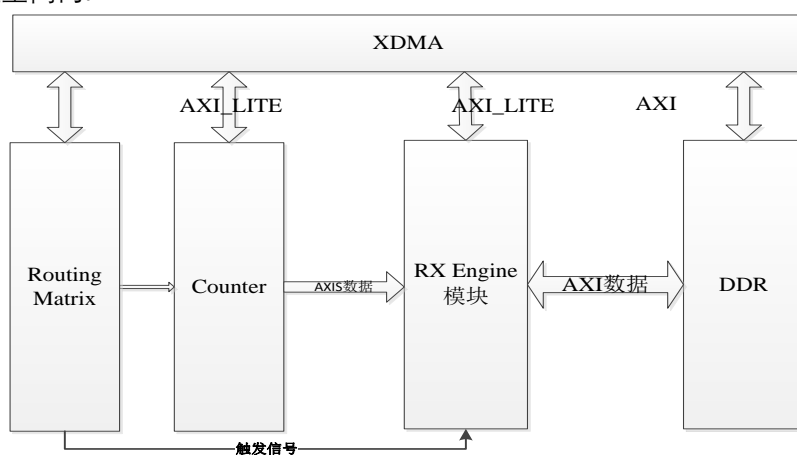 XDMA
AXI_LITE
AXI_LITE
AXI
Routing
Matrix
Counter
AXIS数据
RX Engine
模块
AXI数据
DDR
触发信号